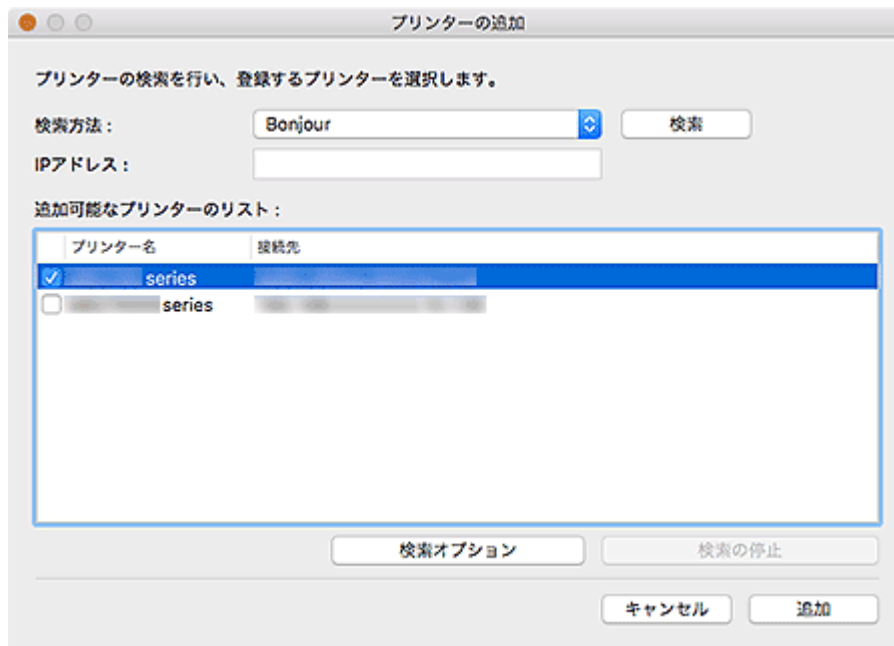 プリンターの追加
プリンターの検索を行い、登録するプリンターを選択します。
検索方法： Bonjour 検索
IPアドレス：
追加可能なプリンターのリスト：
プリンター名 接続先
series
series
検索オプション 検索の停止
キャンセル 追加